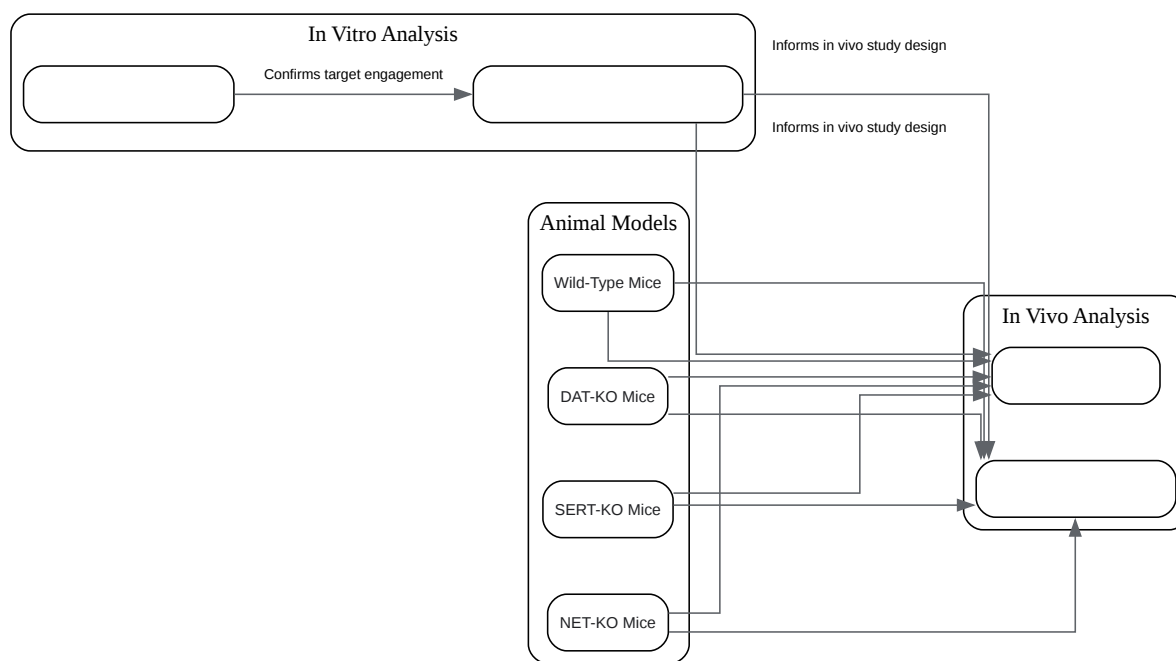 In Vitro Analysis
Confirms target engagement
Informs in vivo study design
Informs in vivo study design
Animal Models
Wild-Type Mice
DAT-KO Mice
SERT-KO Mice
NET-KO Mice
In Vivo Analysis